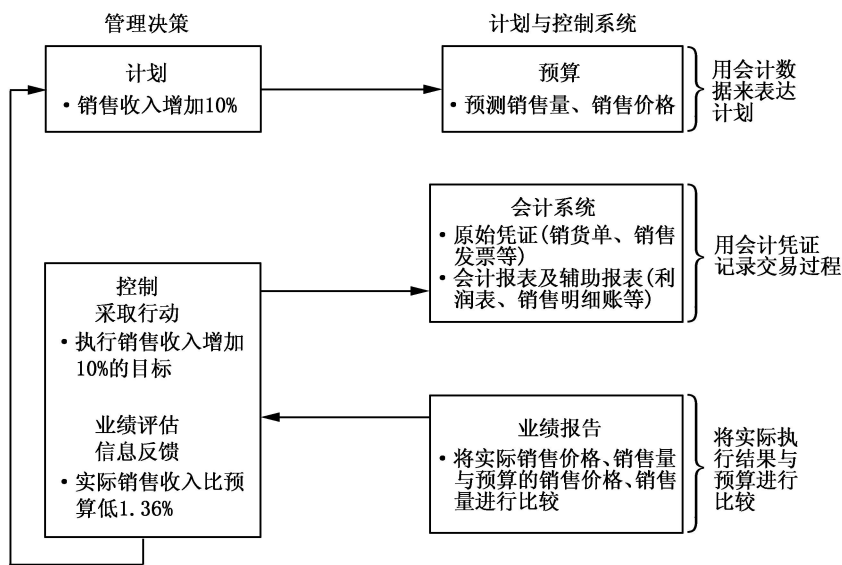 管理决策
计划与控制系统
计划
·销售收入增加10%
预算
·预测销售量、销售价格
用会计数
据来表达
计划
会计系统
·原始凭证(销货单、销售
发票等)
·会计报表及辅助报表(利
润表、销售明细账等)
用会计凭证
记录交易过程
控制
采取行动
·执行销售收入增加
10%的目标
业绩评估
信息反馈
·实际销售收入比预
算低1.36%
业绩报告
·将实际销售价格、销售量
与预算的销售价格、销售
量进行比较
将实际执
行结果与
预算进行
比较